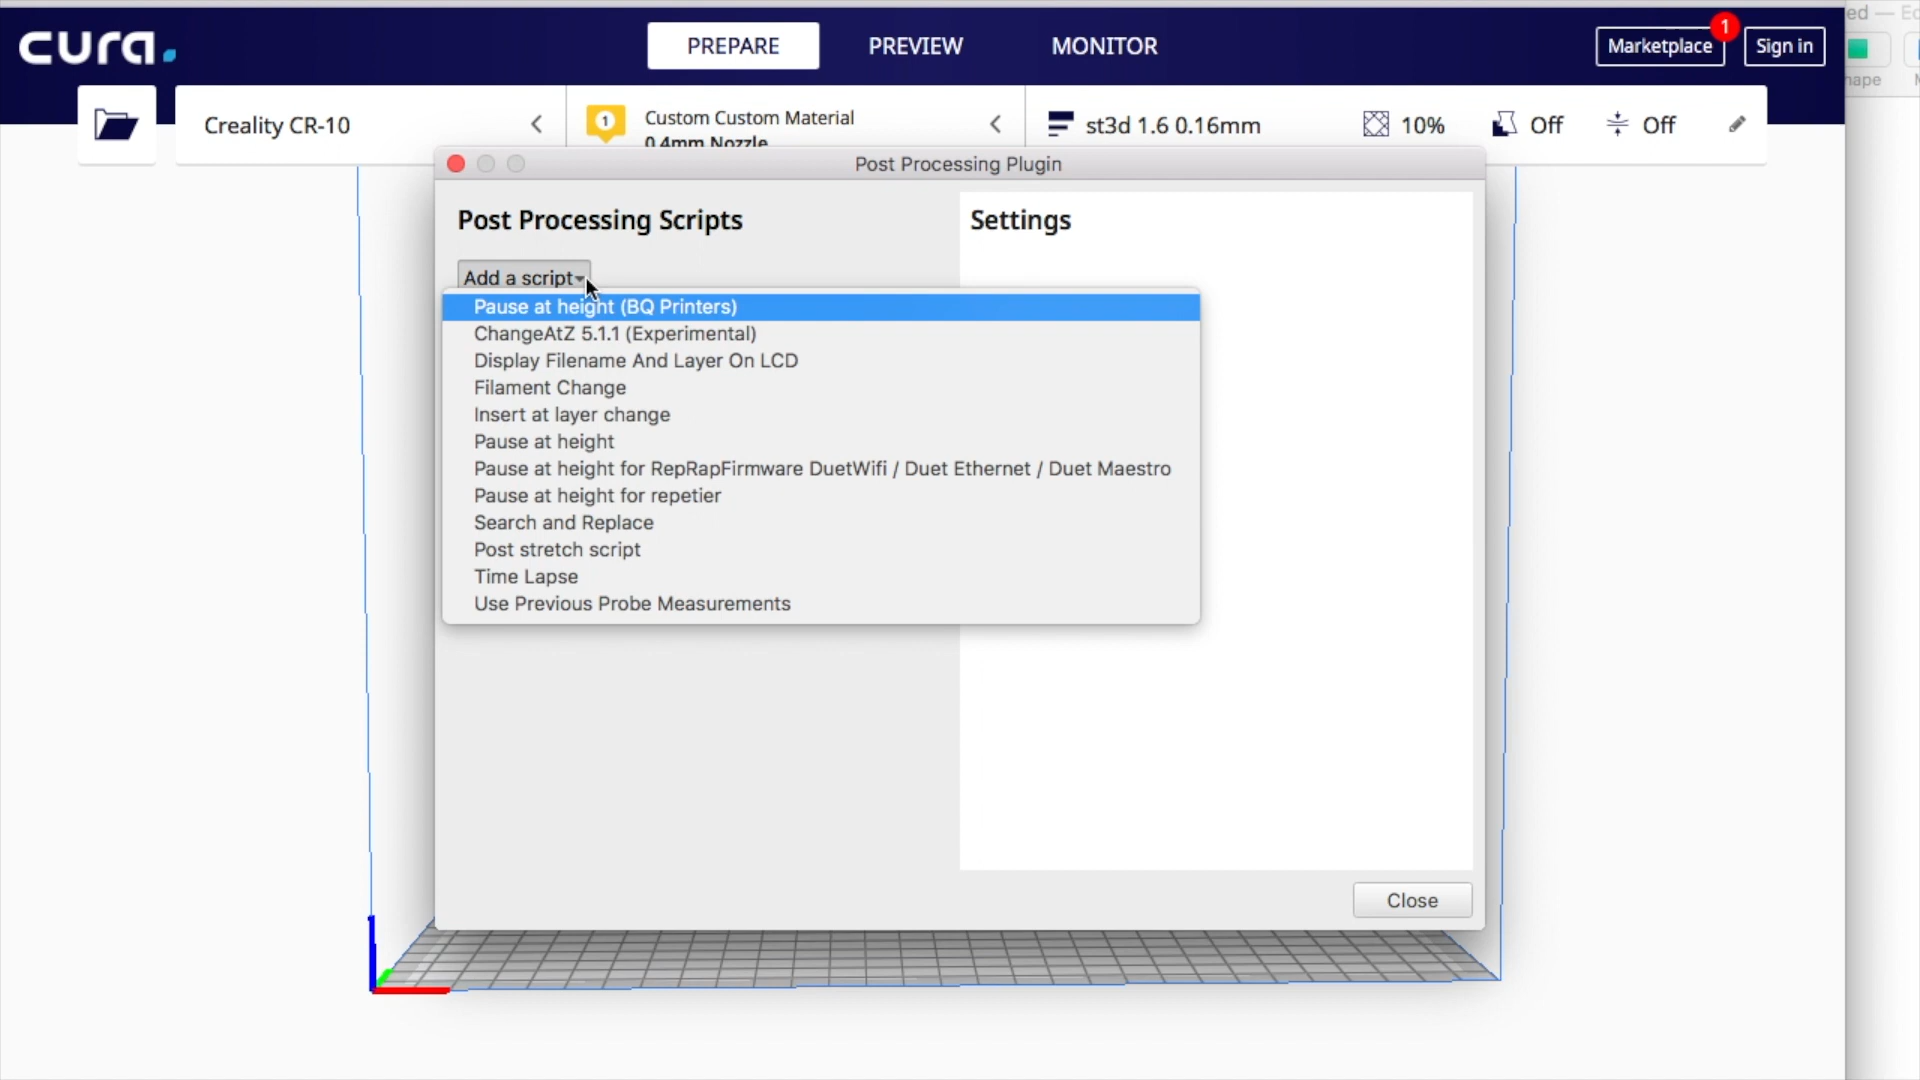 cura.
PREPARE
PREVIEW
MONITOR
Marketplace
1
Sign in
Creality CR-10
1
Custom Custom Material
0.4mm Nozzle
st3d 1.6 0.16mm
10%
Off
Off
Post Processing Plugin
Post Processing Scripts
Settings
Add a script
Pause at height (BQ Printers)
ChangeAtZ 5.1.1 (Experimental)
Display Filename And Layer On LCD
Filament Change
Insert at layer change
Pause at height
Pause at height for RepRapFirmware DuetWifi / Duet Ethernet / Duet Maestro
Pause at height for repetier
Search and Replace
Post stretch script
Time Lapse
Use Previous Probe Measurements
Close